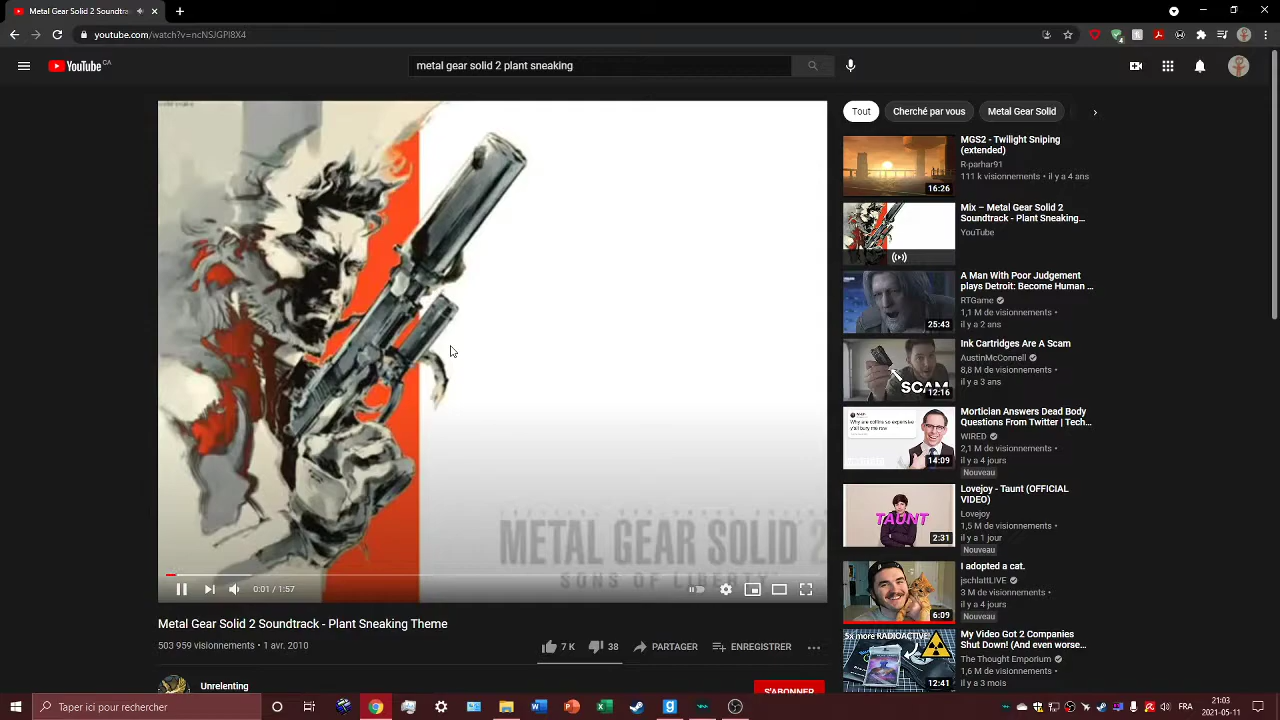 Metal Gear Solid 2 Soundtra
youtube.com/watch?v=ncNSJGPI8X4
YouTube CA
metal gear solid 2 plant sneaking
Tout
Cherché par vous
Metal Gear Solid
METAL GEAR SOLID 2
SONS OF LIBERTY
0:01 / 1:57
Metal Gear Solid 2 Soundtrack - Plant Sneaking Theme
503 959 visionnements • 1 avr. 2010
7 K
38
PARTAGER
ENREGISTRER
Unrelenting
S'ABONNER
16:26
MGS2 - Twilight Sniping
(extended)
R-parhar91
111 k visionnements • il y a 4 ans
Mix – Metal Gear Solid 2
Soundtrack - Plant Sneaking...
YouTube
25:43
A Man With Poor Judgement
plays Detroit: Become Human ...
RTGame
1,1 M de visionnements •
il y a 2 ans
SCAM
12:16
Ink Cartridges Are A Scam
AustinMcConnell
8,8 M de visionnements •
il y a 3 ans
Why are coffins so expensive
14:09
Mortician Answers Dead Body
Questions From Twitter | Tech...
WIRED
2,1 M de visionnements •
il y a 4 jours
Nouveau
TAUNT
2:31
Lovejoy - Taunt (OFFICIAL
VIDEO)
Lovejoy
1,5 M de visionnements •
il y a 1 jour
Nouveau
6:09
I adopted a cat.
jschlattLIVE
3 M de visionnements •
il y a 4 jours
Nouveau
5x more RADIOACTIVE
12:41
My Video Got 2 Companies
Shut Down! (And even worse...
The Thought Emporium
1,6 M de visionnements •
il y a 3 mois
Taper ici pour rechercher
21:03
2021-05-11